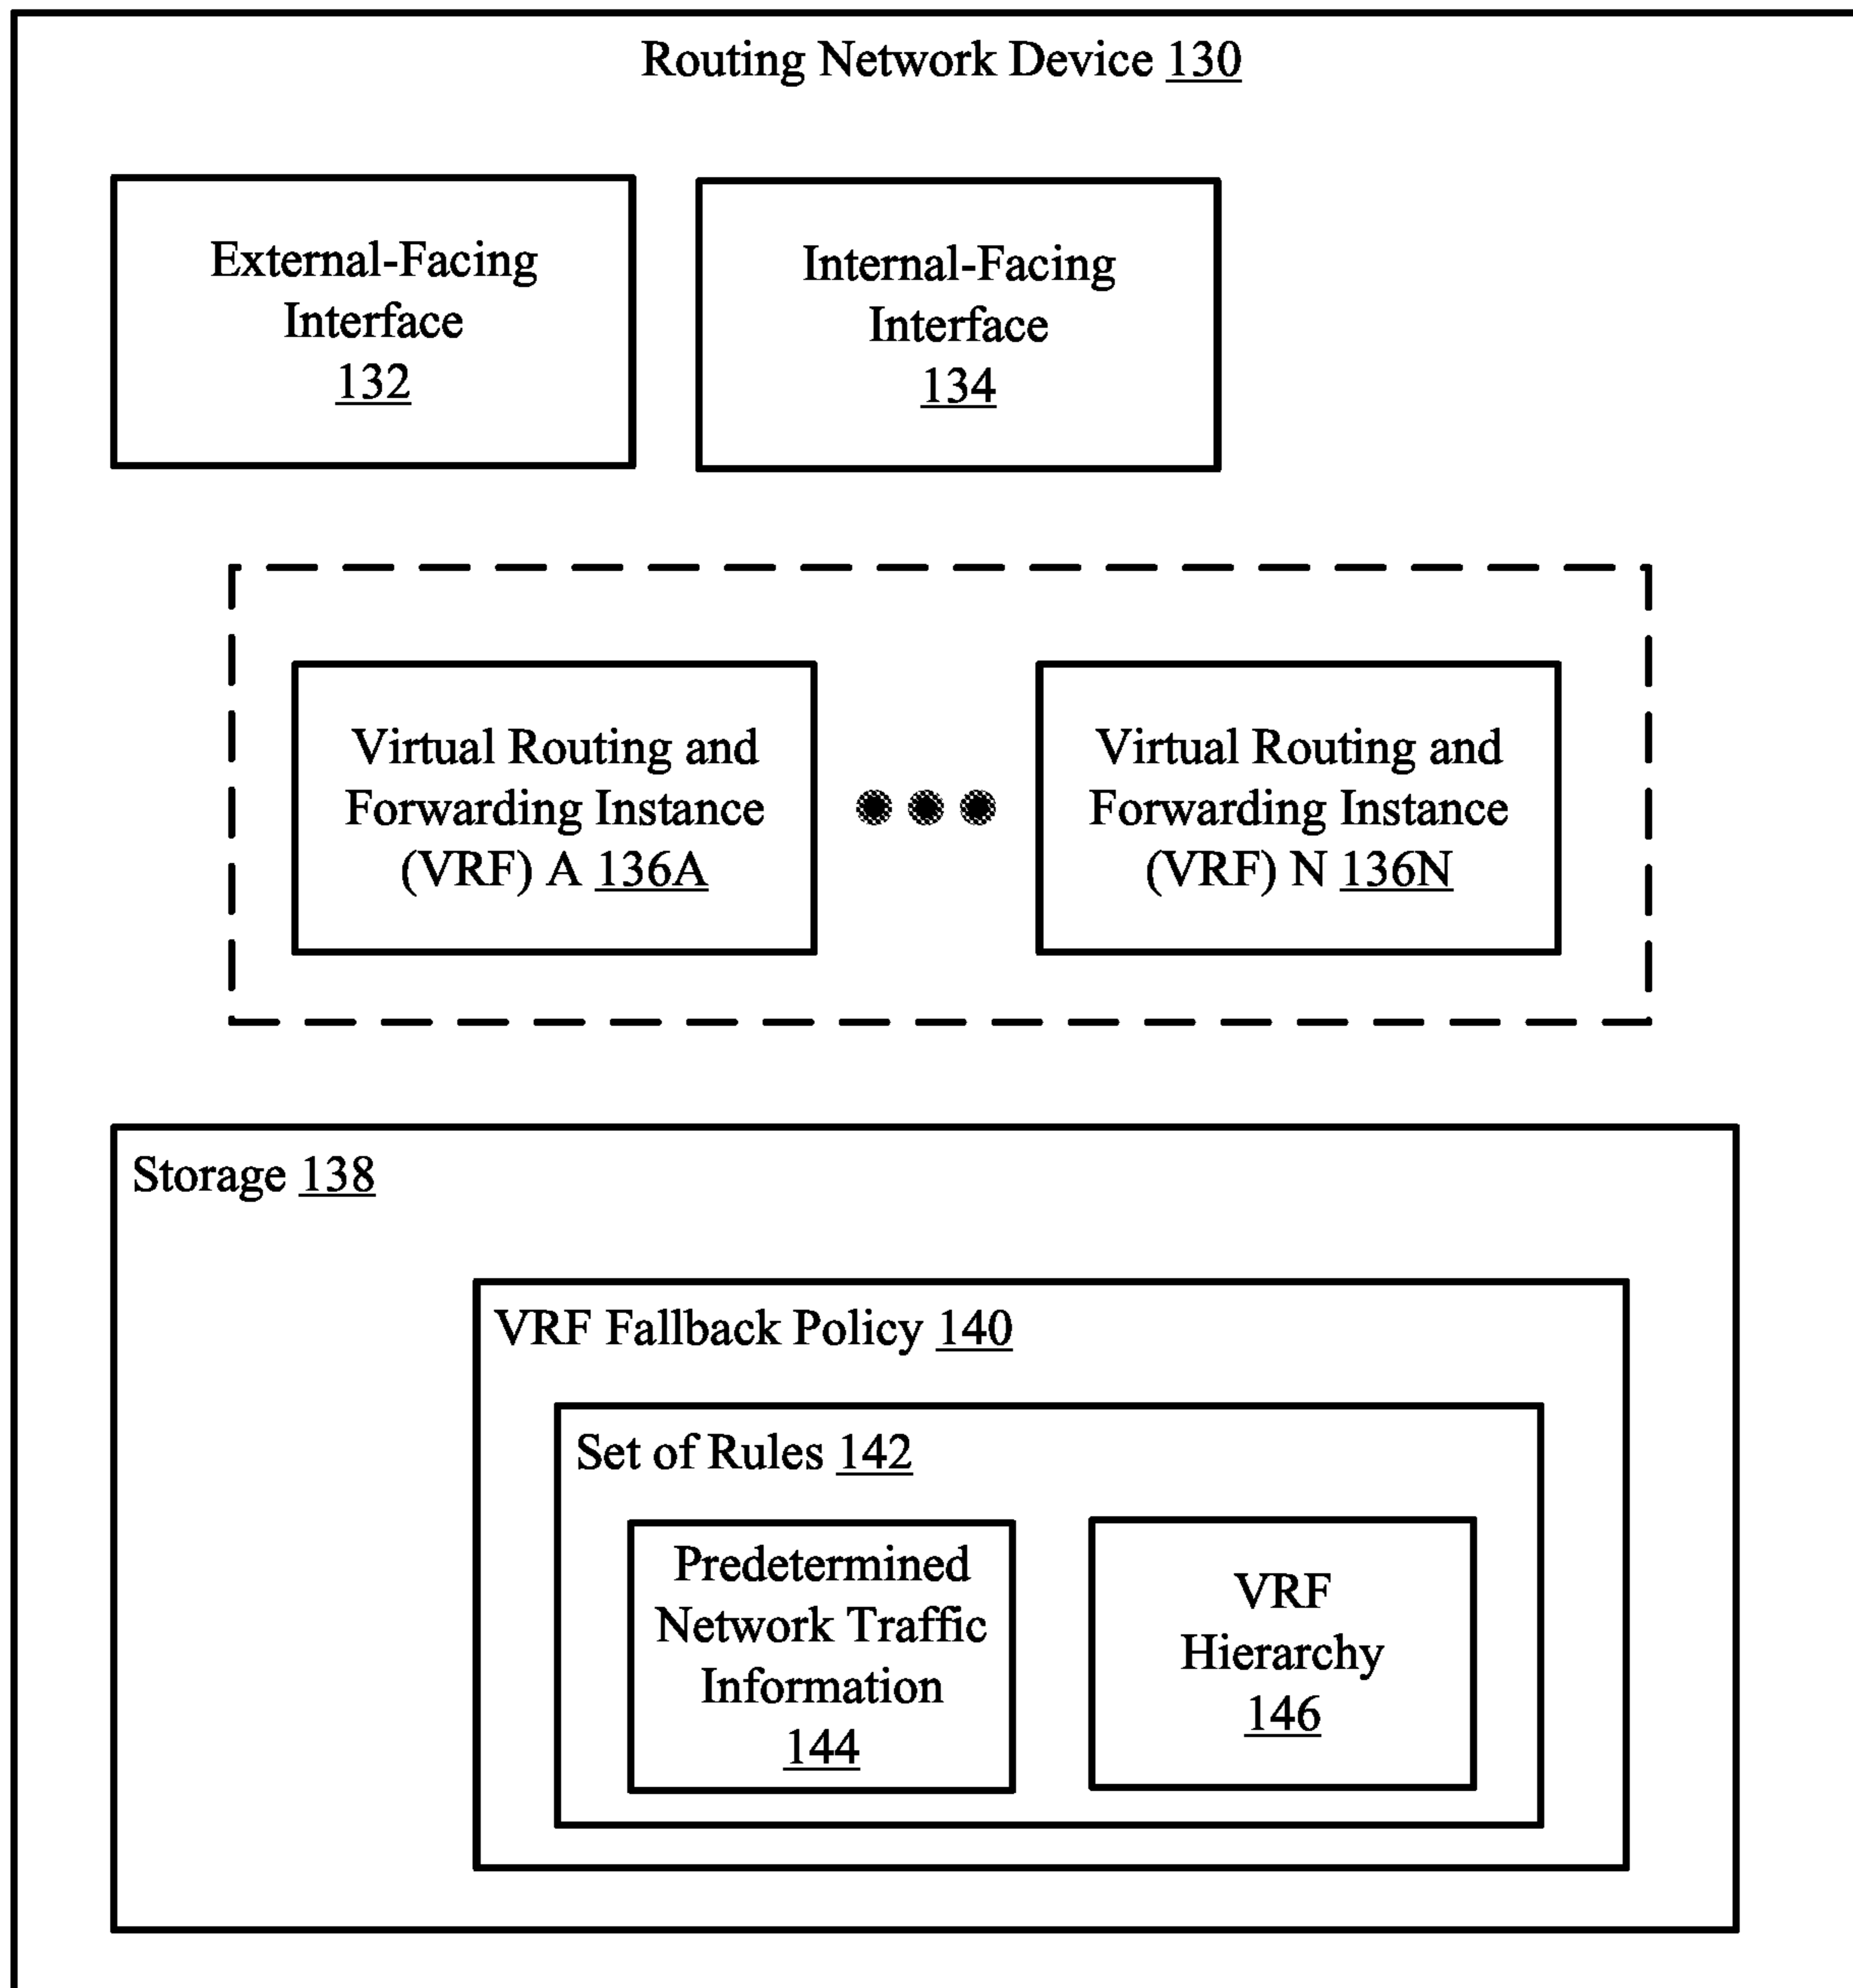 Routing Network Device 130
External-Facing
Interface
132
Internal-Facing
Interface
134
Virtual Routing and
Forwarding Instance
(VRF) A 136A
Virtual Routing and
Forwarding Instance
(VRF) N 136N
Storage 138
VRF Fallback Policy 140
Set of Rules 142
Predetermined
Network Traffic
Information
144
VRF
Hierarchy
146